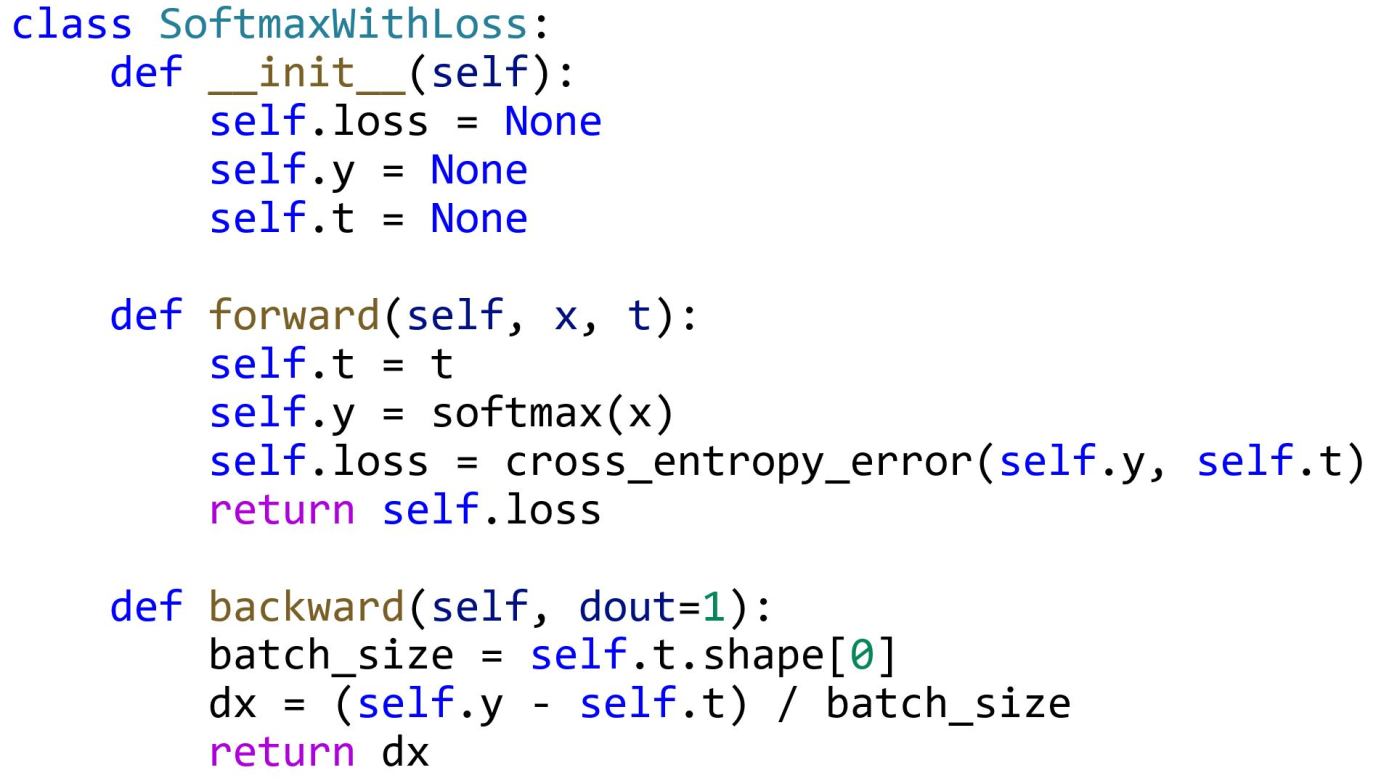 class SoftmaxWithLoss:
    def __init__(self):
        self.loss = None
        self.y = None
        self.t = None

    def forward(self, x, t):
        self.t = t
        self.y = softmax(x)
        self.loss = cross_entropy_error(self.y, self.t)
        return self.loss

    def backward(self, dout=1):
        batch_size = self.t.shape[0]
        dx = (self.y - self.t) / batch_size
        return dx